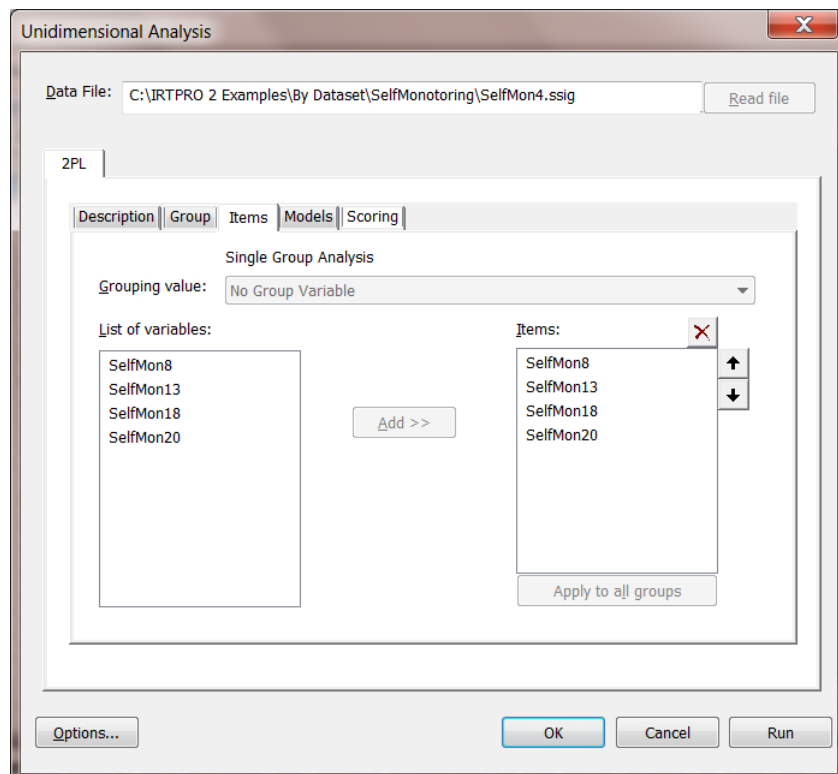 Unidimensional Analysis
Data File: C:\IRTPRO 2 Examples\By Dataset\SelfMonotoring\SelfMon4.ssig Read file
2PL
Description Group Items Models Scoring
Single Group Analysis
Grouping value: No Group Variable
List of variables: Items:
SelfMon8 SelfMon8
SelfMon13 SelfMon13
SelfMon18 SelfMon18
SelfMon20 Add >> SelfMon20
Apply to all groups
Options... OK Cancel Run